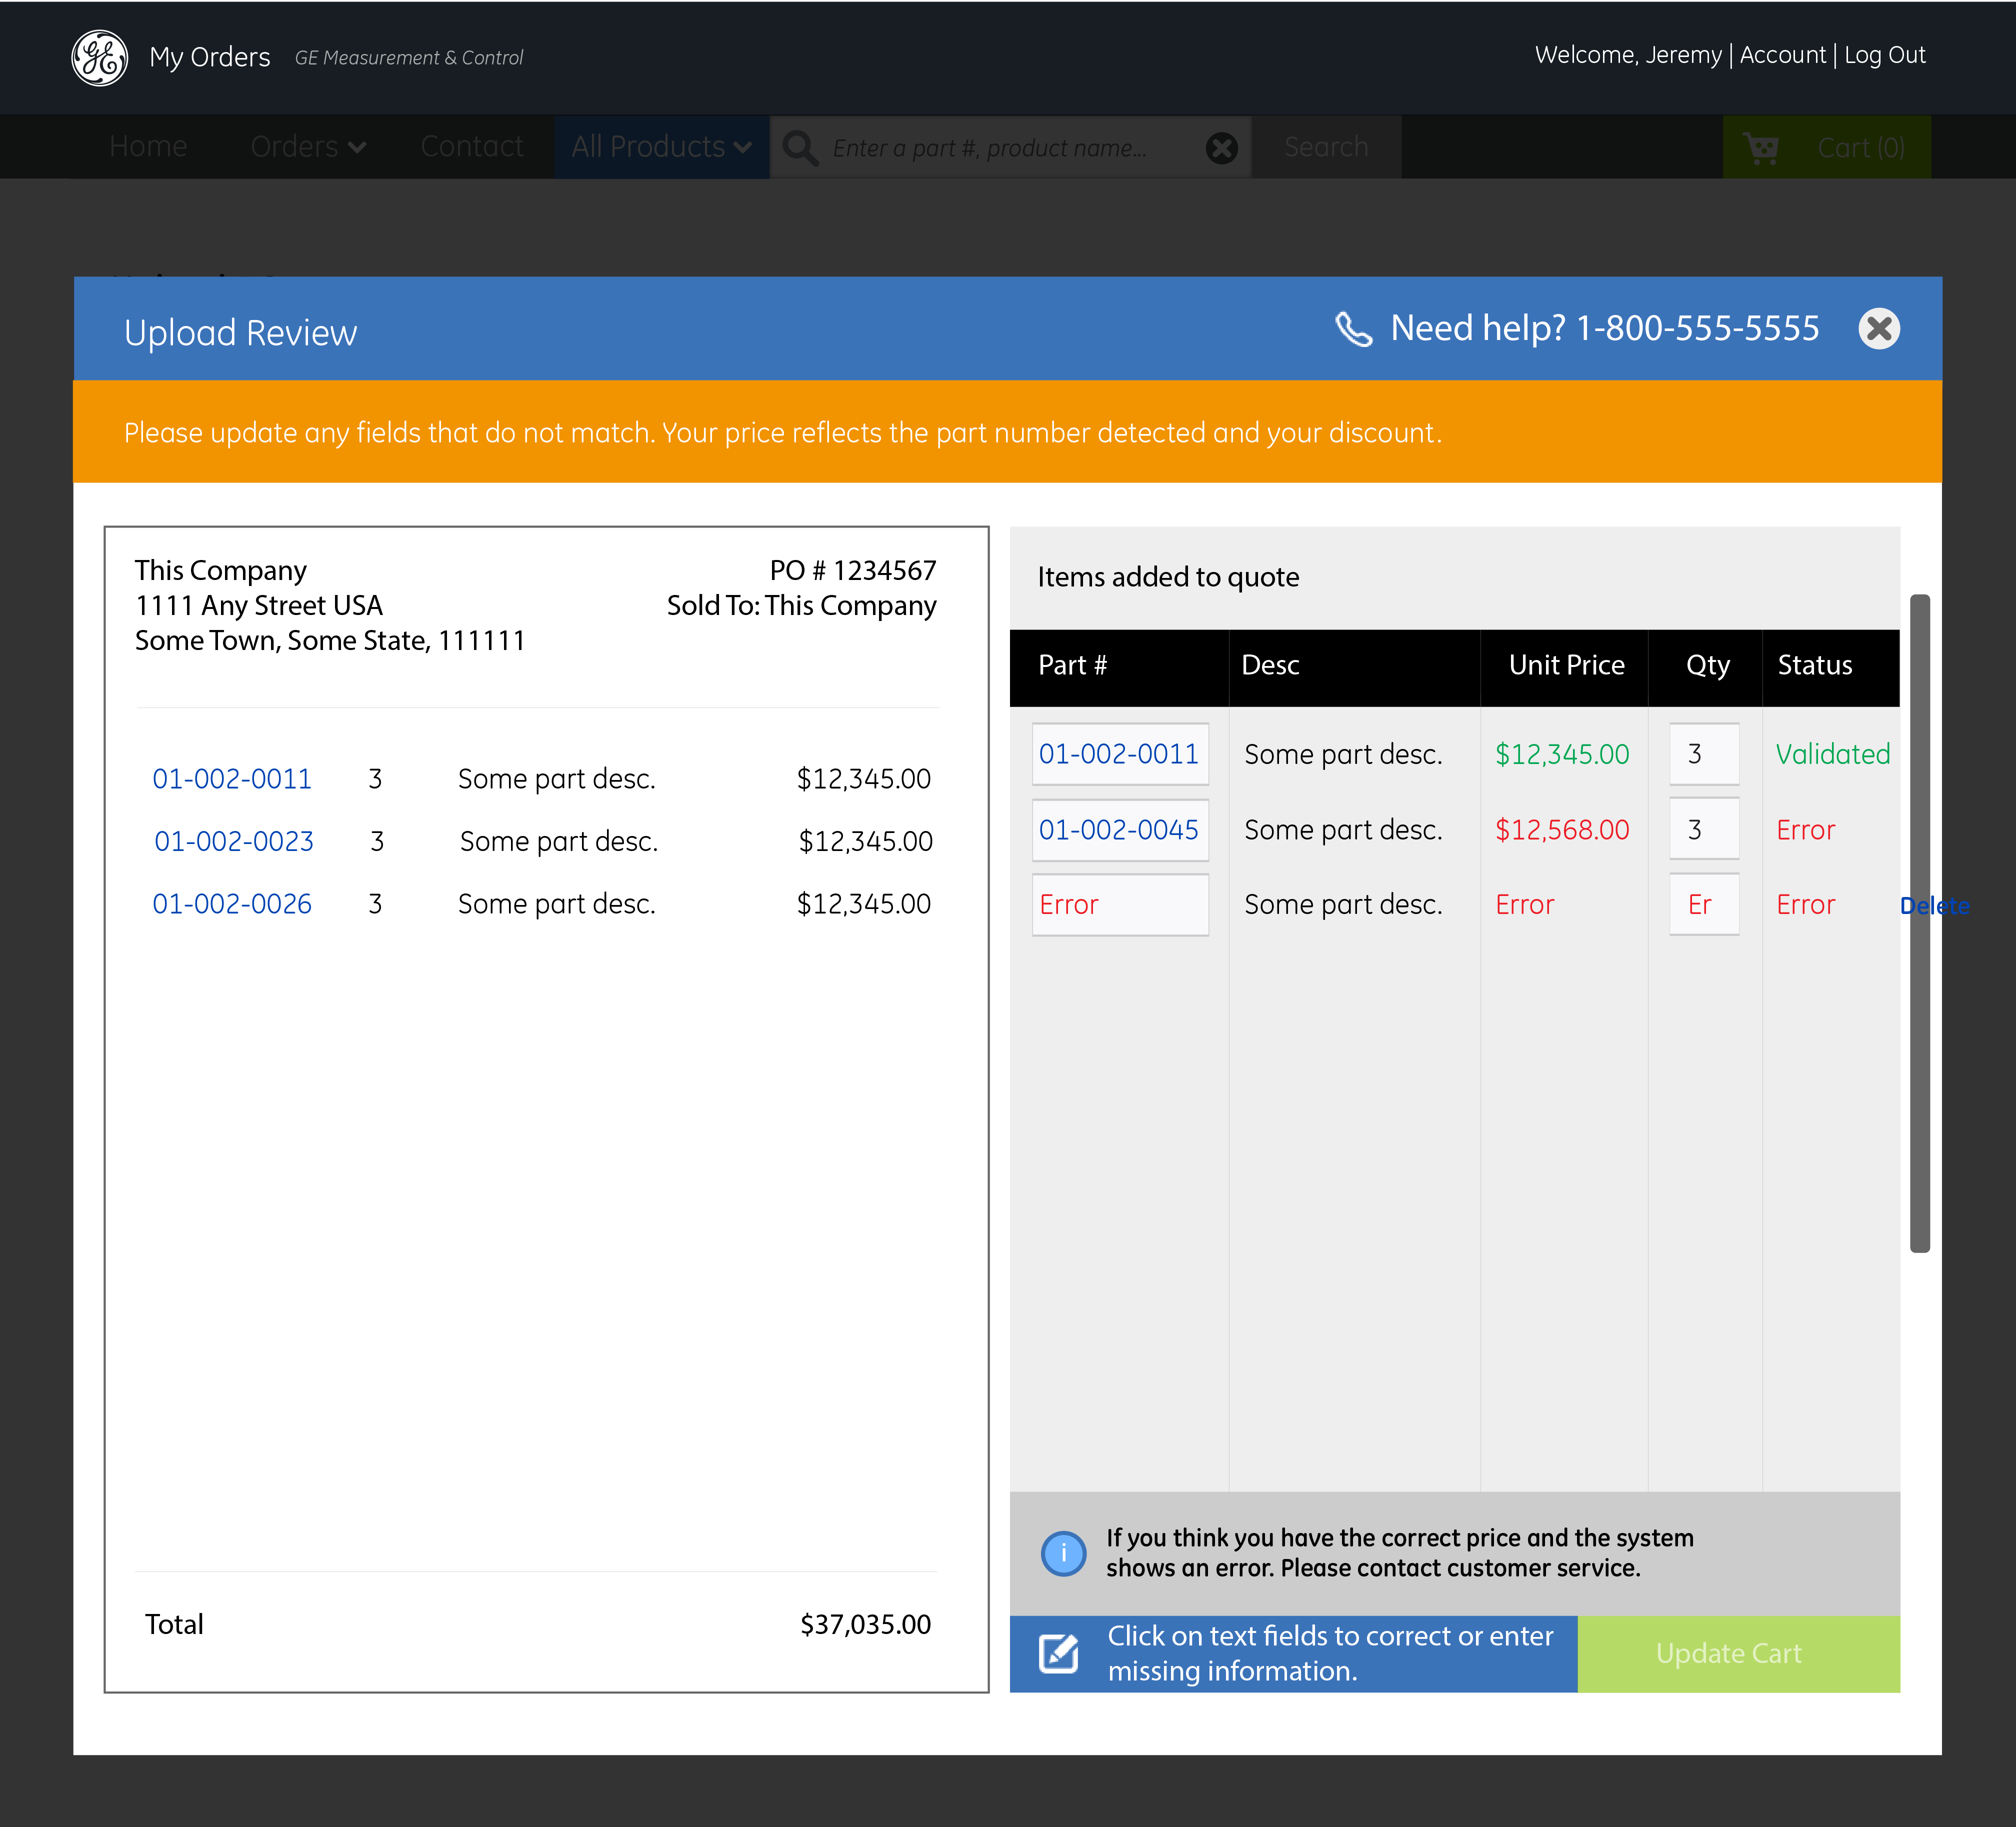 GE My Orders GE Measurement & Control Welcome, Jeremy | Account | Log Out
Home Orders Contact All Products Enter a part #, product name... Search Cart (0)
Upload Review Need help? 1-800-555-5555
Please update any fields that do not match. Your price reflects the part number detected and your discount.
This Company PO # 1234567
1111 Any Street USA Sold To: This Company
Some Town, Some State, 111111
01-002-0011 3 Some part desc. $12,345.00
01-002-0023 3 Some part desc. $12,345.00
01-002-0026 3 Some part desc. $12,345.00
Total $37,035.00
Items added to quote
Part # Desc Unit Price Qty Status
01-002-0011 Some part desc. $12,345.00 3 Validated
01-002-0045 Some part desc. $12,568.00 3 Error
Error Some part desc. Error Er Error Delete
i
If you think you have the correct price and the system
shows an error. Please contact customer service.
Click on text fields to correct or enter
missing information.
Update Cart